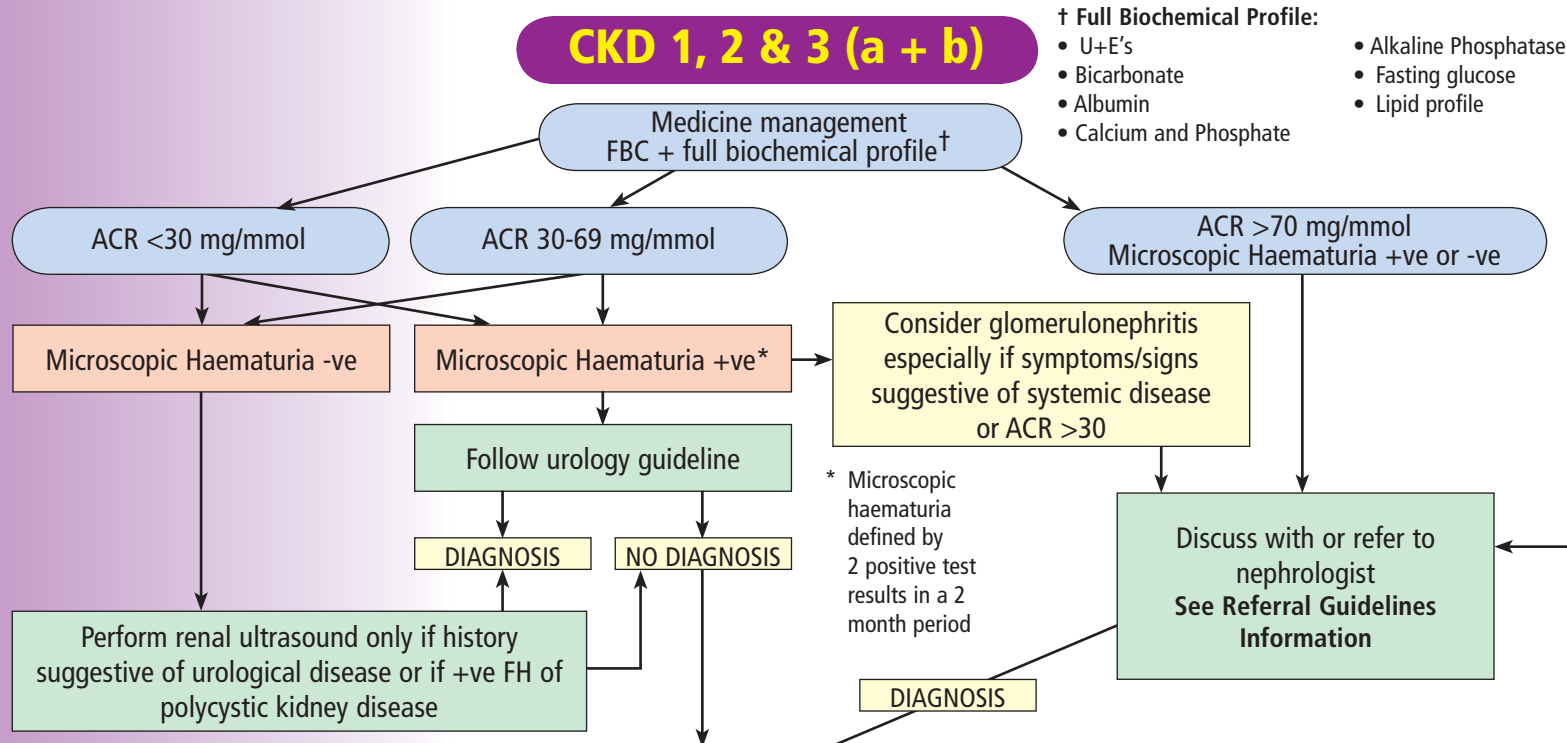 CKD 1, 2 & 3 (a + b)
† Full Biochemical Profile:
• U+E's
• Bicarbonate
• Albumin
• Calcium and Phosphate
• Alkaline Phosphatase
• Fasting glucose
• Lipid profile
Medicine management
FBC + full biochemical profile†
ACR <30 mg/mmol
ACR 30-69 mg/mmol
ACR >70 mg/mmol
Microscopic Haematuria +ve or -ve
Microscopic Haematuria -ve
Microscopic Haematuria +ve*
Consider glomerulonephritis
especially if symptoms/signs
suggestive of systemic disease
or ACR >30
Follow urology guideline
* Microscopic
haematuria
defined by
2 positive test
results in a 2
month period
DIAGNOSIS
NO DIAGNOSIS
Discuss with or refer to
nephrologist
See Referral Guidelines
Information
Perform renal ultrasound only if history
suggestive of urological disease or if +ve FH of
polycystic kidney disease
DIAGNOSIS